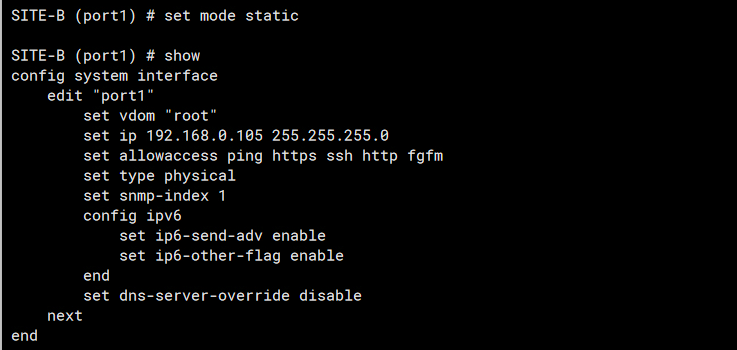 SITE-B (port1) # set mode static
SITE-B (port1) # show
config system interface
    edit "port1"
        set vdom "root"
        set ip 192.168.0.105 255.255.255.0
        set allowaccess ping https ssh http fgfm
        set type physical
        set snmp-index 1
        config ipv6
            set ip6-send-adv enable
            set ip6-other-flag enable
        end
        set dns-server-override disable
    next
end